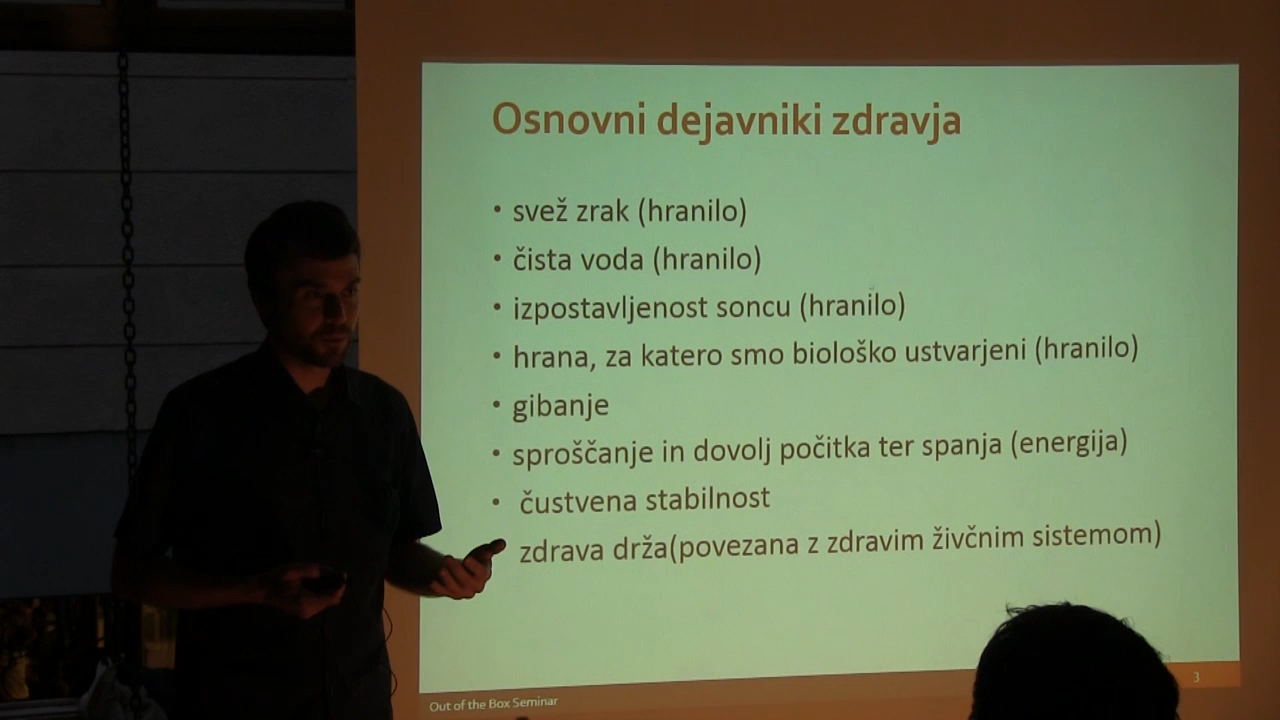 Osnovni dejavniki zdravja
• svež zrak (hranilo)
• čista voda (hranilo)
• izpostavljenost soncu (hranilo)
• hrana, za katero smo biološko ustvarjeni (hranilo)
• gibanje
• sproščanje in dovolj počitka ter spanja (energija)
• čustvena stabilnost
zdrava drža(povezana z zdravim živčnim sistemom)
3
Out of the Box Seminar